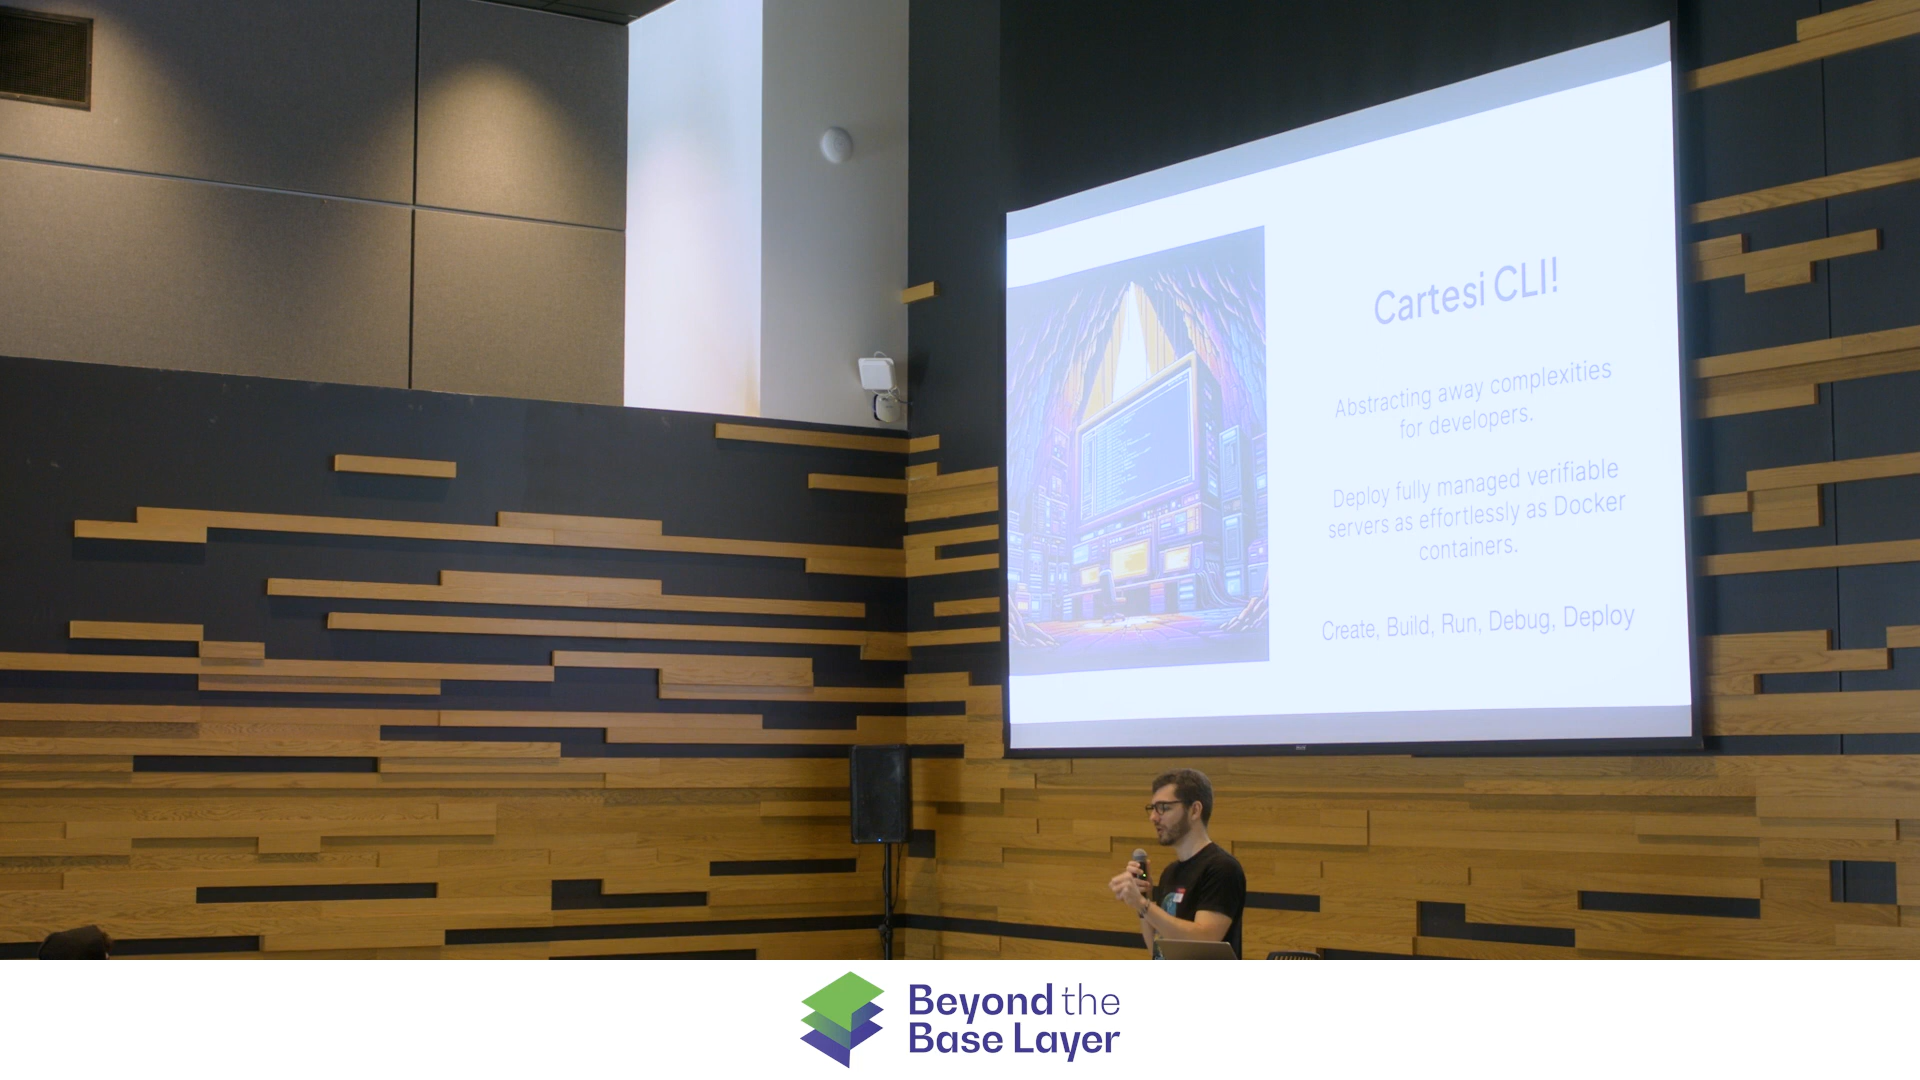 Cartesi CLI!
Abstracting away complexities
for developers.
Deploy fully managed verifiable
servers as effortlessly as Docker
containers.
Create, Build, Run, Debug, Deploy
Beyond the
Base Layer